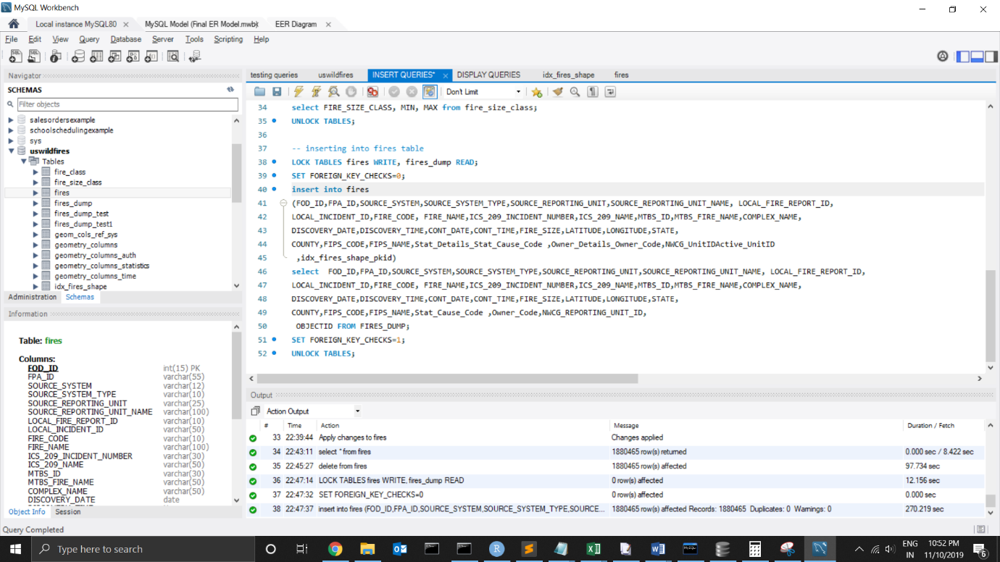 MySQL Workbench
Local instance MySQL80 ×
MySQL Model (Final ER Model.mwb) ×
EER Diagram ×
File Edit View Query Database Server Tools Scripting Help
Navigator
SCHEMAS
Filter objects
salesordersexample
schoolschedulingexample
sys
uswildfires
Tables
fire_class
fire_size_class
fires
fires_dump
fires_dump_test
fires_dump_test1
geom_cols_ref_sys
geometry_columns
geometry_columns_auth
geometry_columns_statistics
geometry_columns_time
idx_fires_shape
Administration Schemas
Information
Table: fires
Columns:
FOD_ID int(15) PK
FPA_ID varchar(55)
SOURCE_SYSTEM varchar(12)
SOURCE_SYSTEM_TYPE varchar(10)
SOURCE_REPORTING_UNIT varchar(25)
SOURCE_REPORTING_UNIT_NAME varchar(100)
LOCAL_FIRE_REPORT_ID varchar(10)
LOCAL_INCIDENT_ID varchar(50)
FIRE_CODE varchar(10)
FIRE_NAME varchar(100)
ICS_209_INCIDENT_NUMBER varchar(30)
ICS_209_NAME varchar(50)
MTBS_ID varchar(30)
MTBS_FIRE_NAME varchar(50)
COMPLEX_NAME varchar(50)
DISCOVERY_DATE date
Object Info Session
Query Completed
testing queries uswildfires INSERT QUERIES* × DISPLAY QUERIES idx_fires_shape fires
Don't Limit
34 select FIRE_SIZE_CLASS, MIN, MAX from fire_size_class;
35 UNLOCK TABLES;
36
37 -- inserting into fires table
38 LOCK TABLES fires WRITE, fires_dump READ;
39 SET FOREIGN_KEY_CHECKS=0;
40 insert into fires
41 (FOD_ID,FPA_ID,SOURCE_SYSTEM,SOURCE_SYSTEM_TYPE,SOURCE_REPORTING_UNIT,SOURCE_REPORTING_UNIT_NAME, LOCAL_FIRE_REPORT_ID,
42 LOCAL_INCIDENT_ID,FIRE_CODE, FIRE_NAME,ICS_209_INCIDENT_NUMBER,ICS_209_NAME,MTBS_ID,MTBS_FIRE_NAME,COMPLEX_NAME,
43 DISCOVERY_DATE,DISCOVERY_TIME,CONT_DATE,CONT_TIME,FIRE_SIZE,LATITUDE,LONGITUDE,STATE,
44 COUNTY,FIPS_CODE,FIPS_NAME,Stat_Details_Stat_Cause_Code ,Owner_Details_Owner_Code,NWCG_UnitIDActive_UnitID
45 ,idx_fires_shape_pkid)
46 select FOD_ID,FPA_ID,SOURCE_SYSTEM,SOURCE_SYSTEM_TYPE,SOURCE_REPORTING_UNIT,SOURCE_REPORTING_UNIT_NAME, LOCAL_FIRE_REPORT_ID,
47 LOCAL_INCIDENT_ID,FIRE_CODE, FIRE_NAME,ICS_209_INCIDENT_NUMBER,ICS_209_NAME,MTBS_ID,MTBS_FIRE_NAME,COMPLEX_NAME,
48 DISCOVERY_DATE,DISCOVERY_TIME,CONT_DATE,CONT_TIME,FIRE_SIZE,LATITUDE,LONGITUDE,STATE,
49 COUNTY,FIPS_CODE,FIPS_NAME,Stat_Cause_Code ,Owner_Code,NWCG_REPORTING_UNIT_ID,
50 OBJECTID FROM FIRES_DUMP;
51 SET FOREIGN_KEY_CHECKS=1;
52 UNLOCK TABLES;
Output
Action Output
# Time Action Message Duration / Fetch
33 22:39:44 Apply changes to fires Changes applied
34 22:43:11 select * from fires 1880465 row(s) returned 0.000 sec / 8.422 sec
35 22:45:27 delete from fires 1880465 row(s) affected 97.734 sec
36 22:47:14 LOCK TABLES fires WRITE, fires_dump READ 0 row(s) affected 12.156 sec
37 22:47:32 SET FOREIGN_KEY_CHECKS=0 0 row(s) affected 0.000 sec
38 22:47:37 insert into fires (FOD_ID,FPA_ID,SOURCE_SYSTEM,SOURCE_SYSTEM_TYPE,SOURCE... 1880465 row(s) affected Records: 1880465 Duplicates: 0 Warnings: 0 270.219 sec
Type here to search
ENG
IN
10:52 PM
11/10/2019
6